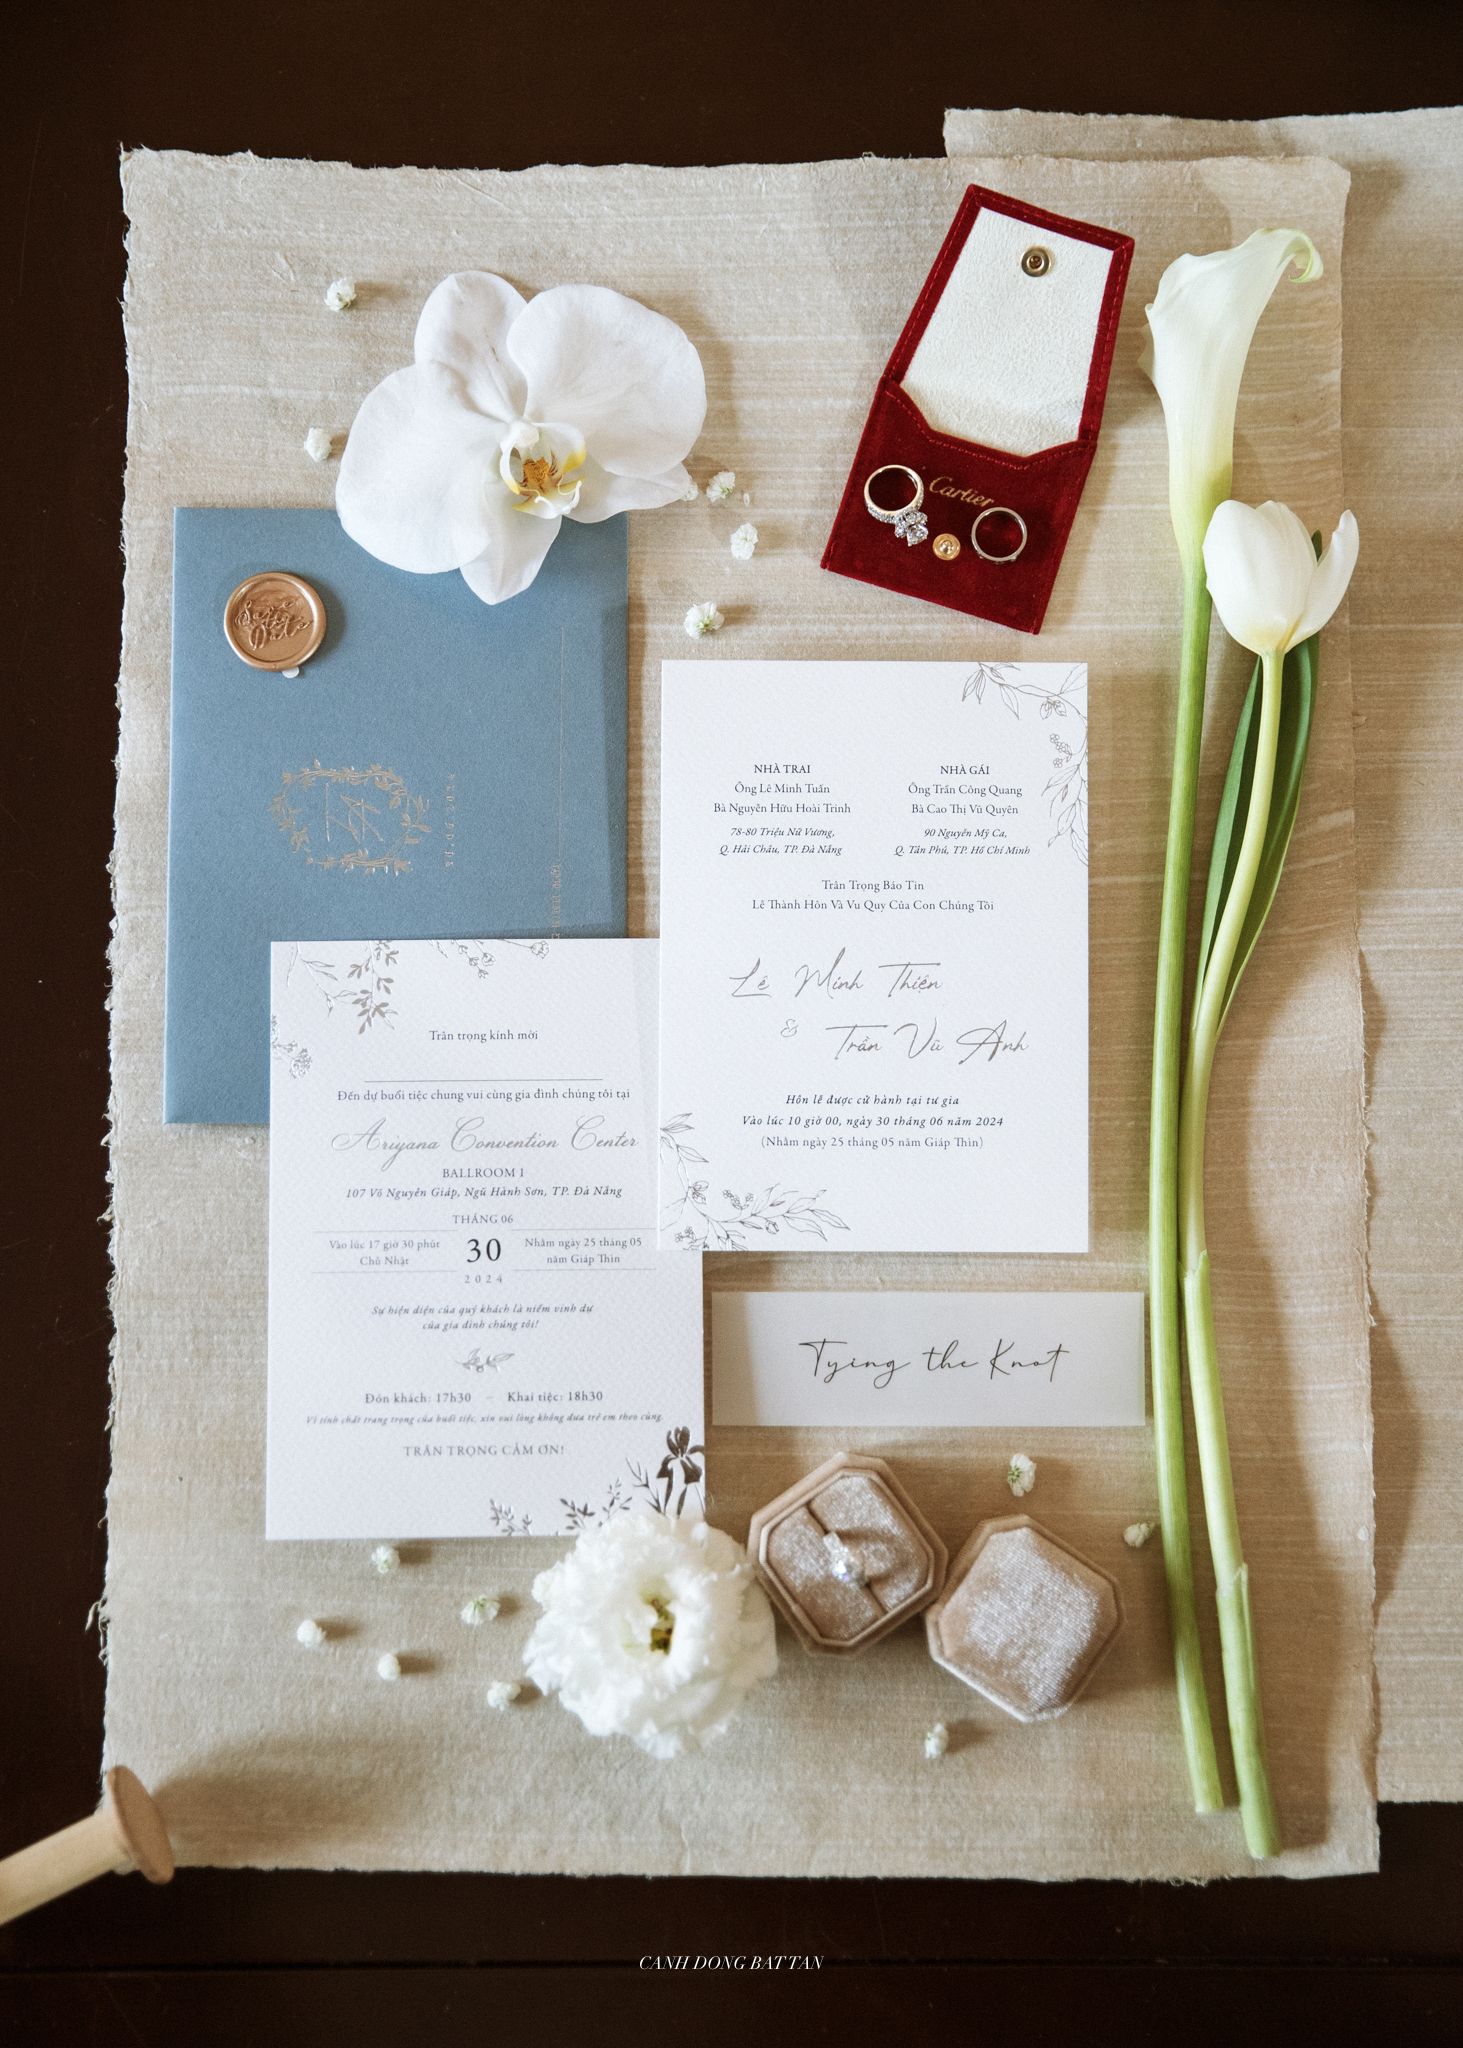 Cartier
Save
Date
NHÀ TRAI
Ông Lê Minh Tuấn
Bà Nguyễn Hữu Hoài Trinh
78-80 Triệu Nữ Vương,
Q. Hải Châu, TP. Đà Nẵng
NHÀ GÁI
Ông Trần Công Quang
Bà Cao Thị Vũ Quyên
90 Nguyễn Mỹ Ca,
Q. Tân Phú, TP. Hồ Chí Minh
Trân Trọng Báo Tin
Lễ Thành Hôn Và Vu Quy Của Con Chúng Tôi
Lê Minh Thiện
& Trần Vũ Anh
Hôn lễ được cử hành tại tư gia
Vào lúc 10 giờ 00, ngày 30 tháng 06 năm 2024
(Nhằm ngày 25 tháng 05 năm Giáp Thìn)
Trân trọng kính mời
Đến dự buổi tiệc chung vui cùng gia đình chúng tôi tại
Ariyana Convention Center
BALLROOM 1
107 Võ Nguyên Giáp, Ngũ Hành Sơn, TP. Đà Nẵng
THÁNG 06
Vào lúc 17 giờ 30 phút
Chủ Nhật
30
Nhằm ngày 25 tháng 05
năm Giáp Thìn
2024
Sự hiện diện của quý khách là niềm vinh dự
của gia đình chúng tôi!
Đón khách: 17h30 – Khai tiệc: 18h30
Vì tính chất trang trọng của buổi tiệc, xin vui lòng không đưa trẻ em theo cùng.
TRÂN TRỌNG CẢM ƠN!
Tying the Knot
CANH DONG BAT TAN